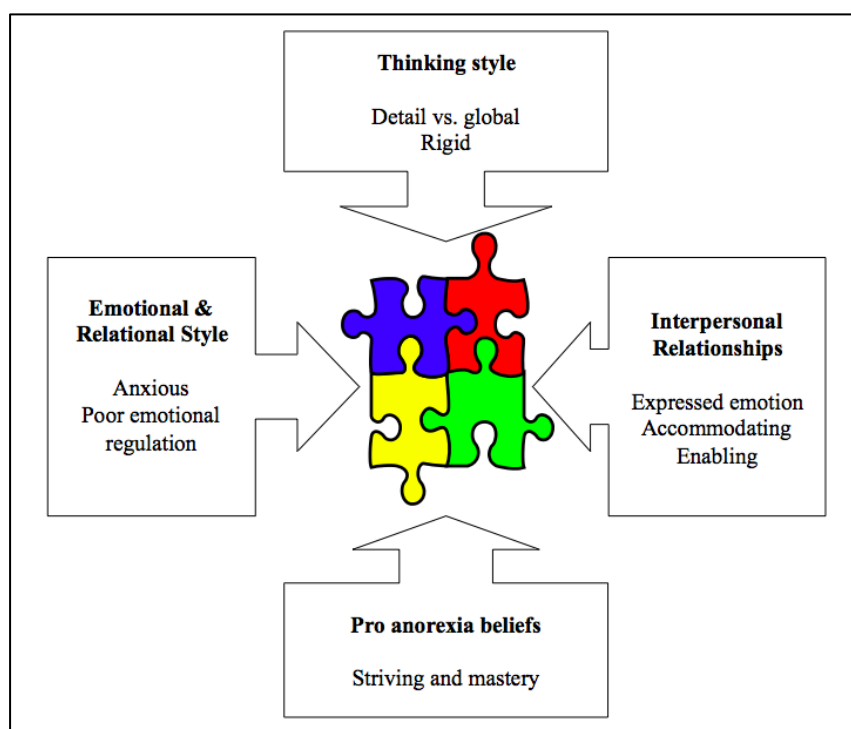 Thinking style
Detail vs. global
Rigid
Emotional &
Relational Style
Anxious
Poor emotional
regulation
Interpersonal
Relationships
Expressed emotion
Accommodating
Enabling
Pro anorexia beliefs
Striving and mastery